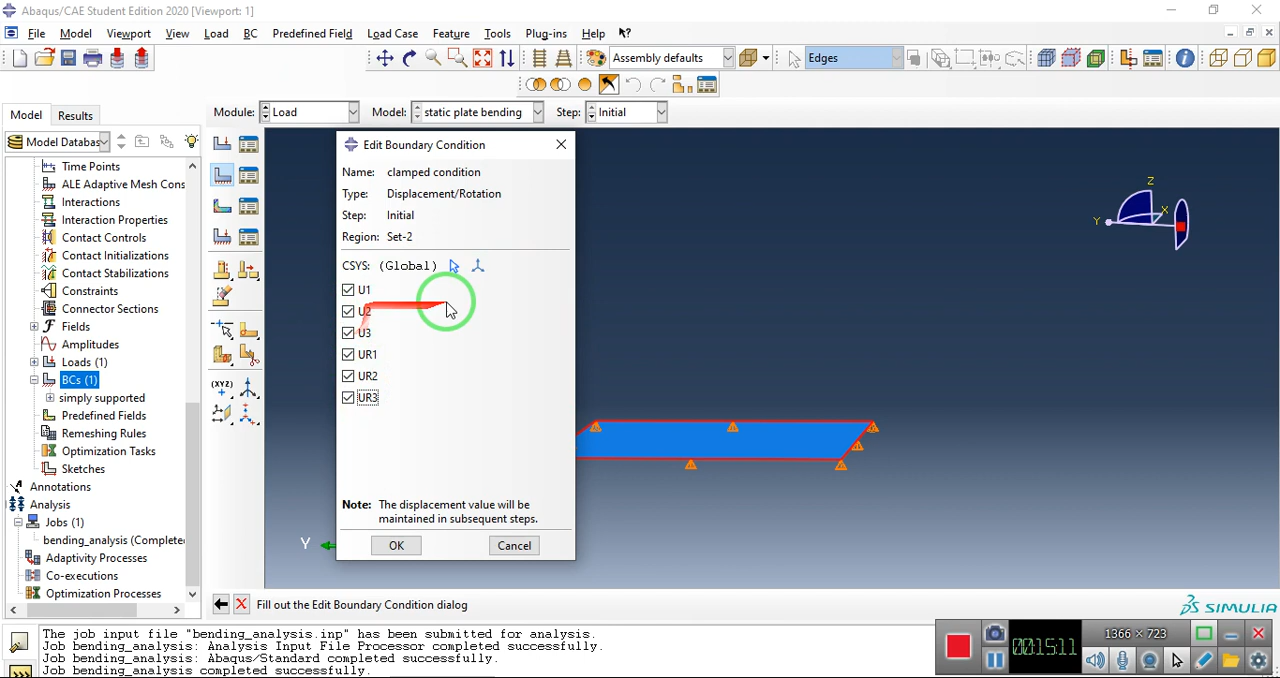 Abaqus/CAE Student Edition 2020 [Viewport: 1]
File Model Viewport View Load BC Predefined Field Load Case Feature Tools Plug-ins Help
Assembly defaults Edges
Model Results Module: Load Model: static plate bending Step: Initial
Model Databas
Time Points
ALE Adaptive Mesh Cons
Interactions
Interaction Properties
Contact Controls
Contact Initializations
Contact Stabilizations
Constraints
Connector Sections
Fields
Amplitudes
Loads (1)
BCs (1)
simply supported
Predefined Fields
Remeshing Rules
Optimization Tasks
Sketches
Annotations
Analysis
Jobs (1)
bending_analysis (Complete
Adaptivity Processes
Co-executions
Optimization Processes
(XYZ)
Edit Boundary Condition
Name: clamped condition
Type: Displacement/Rotation
Step: Initial
Region: Set-2
CSYS: (Global)
U1
U2
U3
UR1
UR2
UR3
Note: The displacement value will be
maintained in subsequent steps.
OK Cancel
Z
X
Y
Y
Fill out the Edit Boundary Condition dialog
SIMULIA
The job input file "bending_analysis.inp" has been submitted for analysis.
Job bending_analysis: Analysis Input File Processor completed successfully.
Job bending_analysis: Abaqus/Standard completed successfully.
Job bending_analysis completed successfully.
00:15:11
1366 × 723